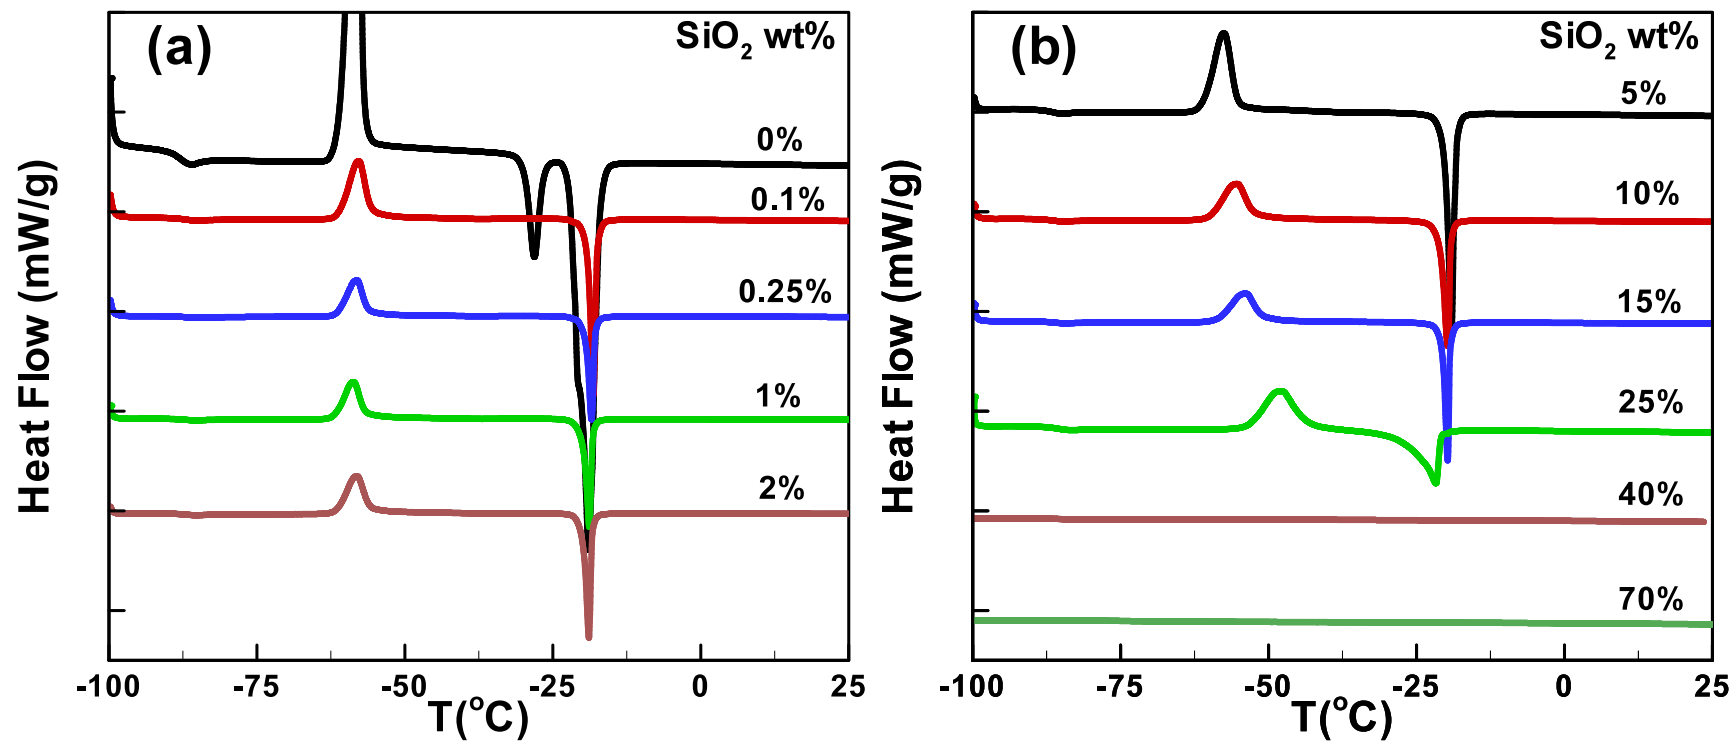 (a)
SiO₂ wt%
0%
0.1%
0.25%
1%
2%
Heat Flow (mW/g)
-100 -75 -50 -25 0 25
T(°C)
(b)
SiO₂ wt%
5%
10%
15%
25%
40%
70%
Heat Flow (mW/g)
-100 -75 -50 -25 0 25
T(°C)